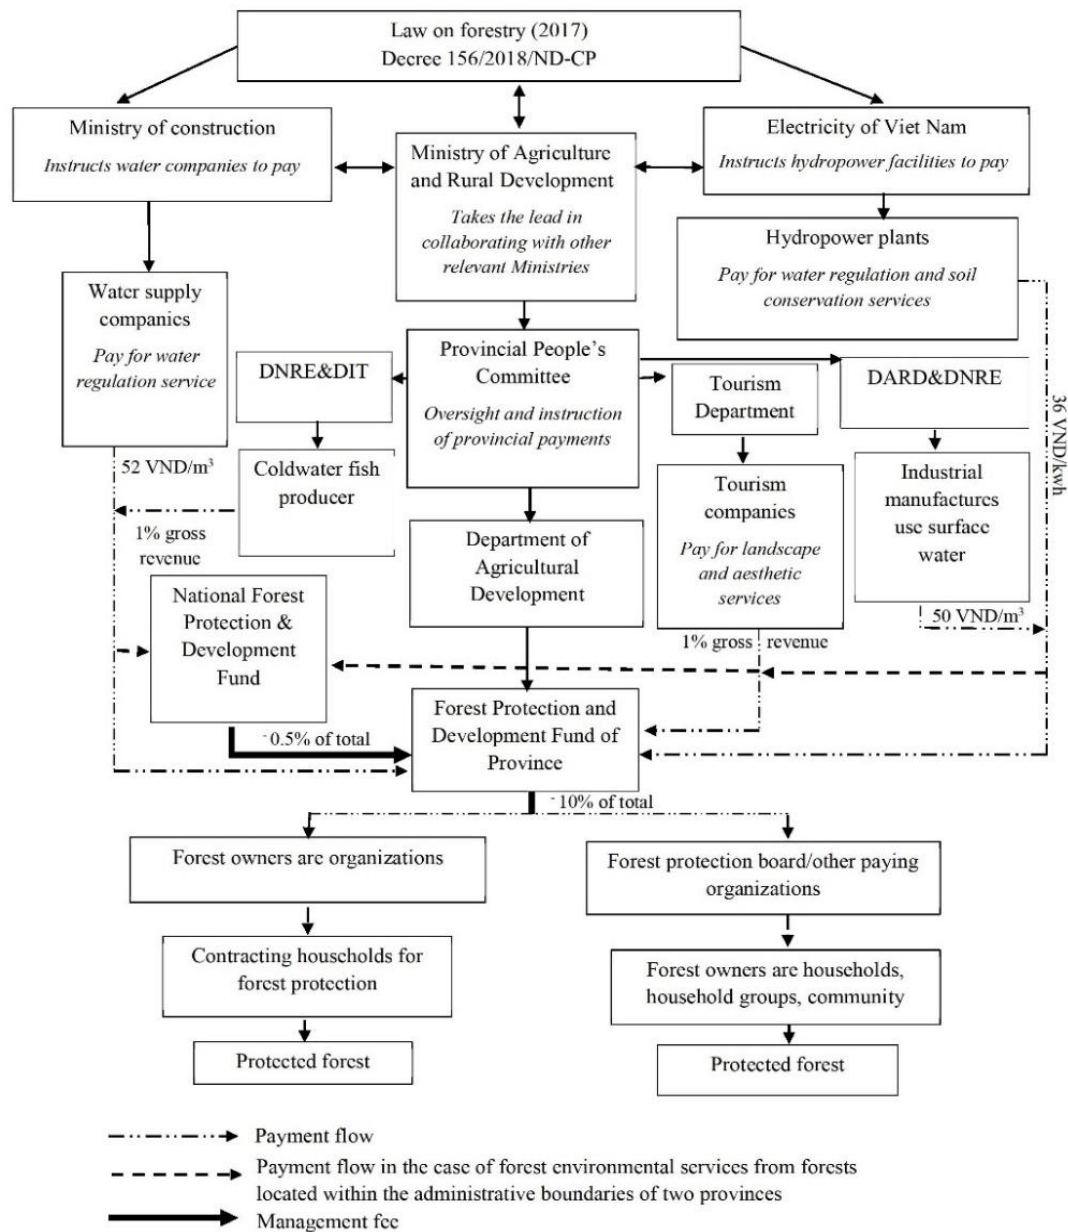 Law on forestry (2017)
Decree 156/2018/ND-CP
Ministry of construction
Instructs water companies to pay
Ministry of Agriculture
and Rural Development
Takes the lead in
collaborating with other
relevant Ministries
Electricity of Viet Nam
Instructs hydropower facilities to pay
Hydropower plants
Pay for water regulation and soil
conservation services
Water supply
companies
Pay for water
regulation service
DNRE&DIT
Provincial People's
Committee
Oversight and instruction
of provincial payments
Tourism
Department
DARD&DNRE
36 VND/kwh
52 VND/m³
Coldwater fish
producer
1% gross
revenue
Tourism
companies
Pay for landscape
and aesthetic
services
Industrial
manufactures
use surface
water
Department of
Agricultural
Development
50 VND/m³
1% gross revenue
National Forest
Protection &
Development
Fund
Forest Protection and
Development Fund of
Province
- 0.5% of total
- 10% of total
Forest owners are organizations
Forest protection board/other paying
organizations
Contracting households for
forest protection
Forest owners are households,
household groups, community
Protected forest
Protected forest
Payment flow
Payment flow in the case of forest environmental services from forests
located within the administrative boundaries of two provinces
Management fee